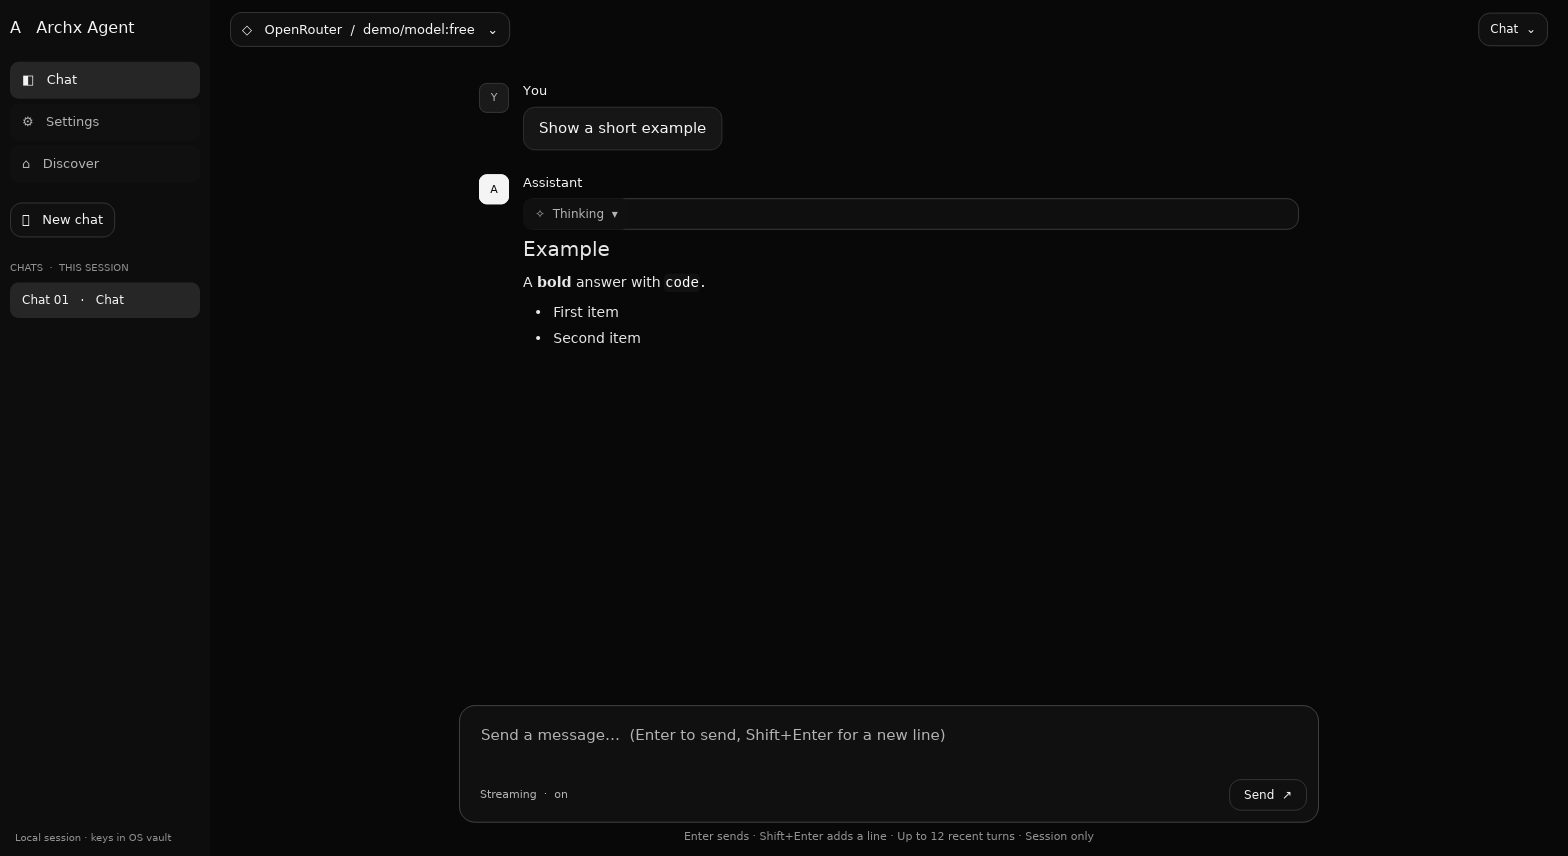 A Archx Agent
Chat
Settings
Discover
New chat
CHATS · THIS SESSION
Chat 01 · Chat
Local session · keys in OS vault
OpenRouter / demo/model:free
Chat
Y
You
Show a short example
A
Assistant
Thinking
Example
A bold answer with code.
• First item
• Second item
Send a message... (Enter to send, Shift+Enter for a new line)
Streaming · on
Send ↗
Enter sends · Shift+Enter adds a line · Up to 12 recent turns · Session only